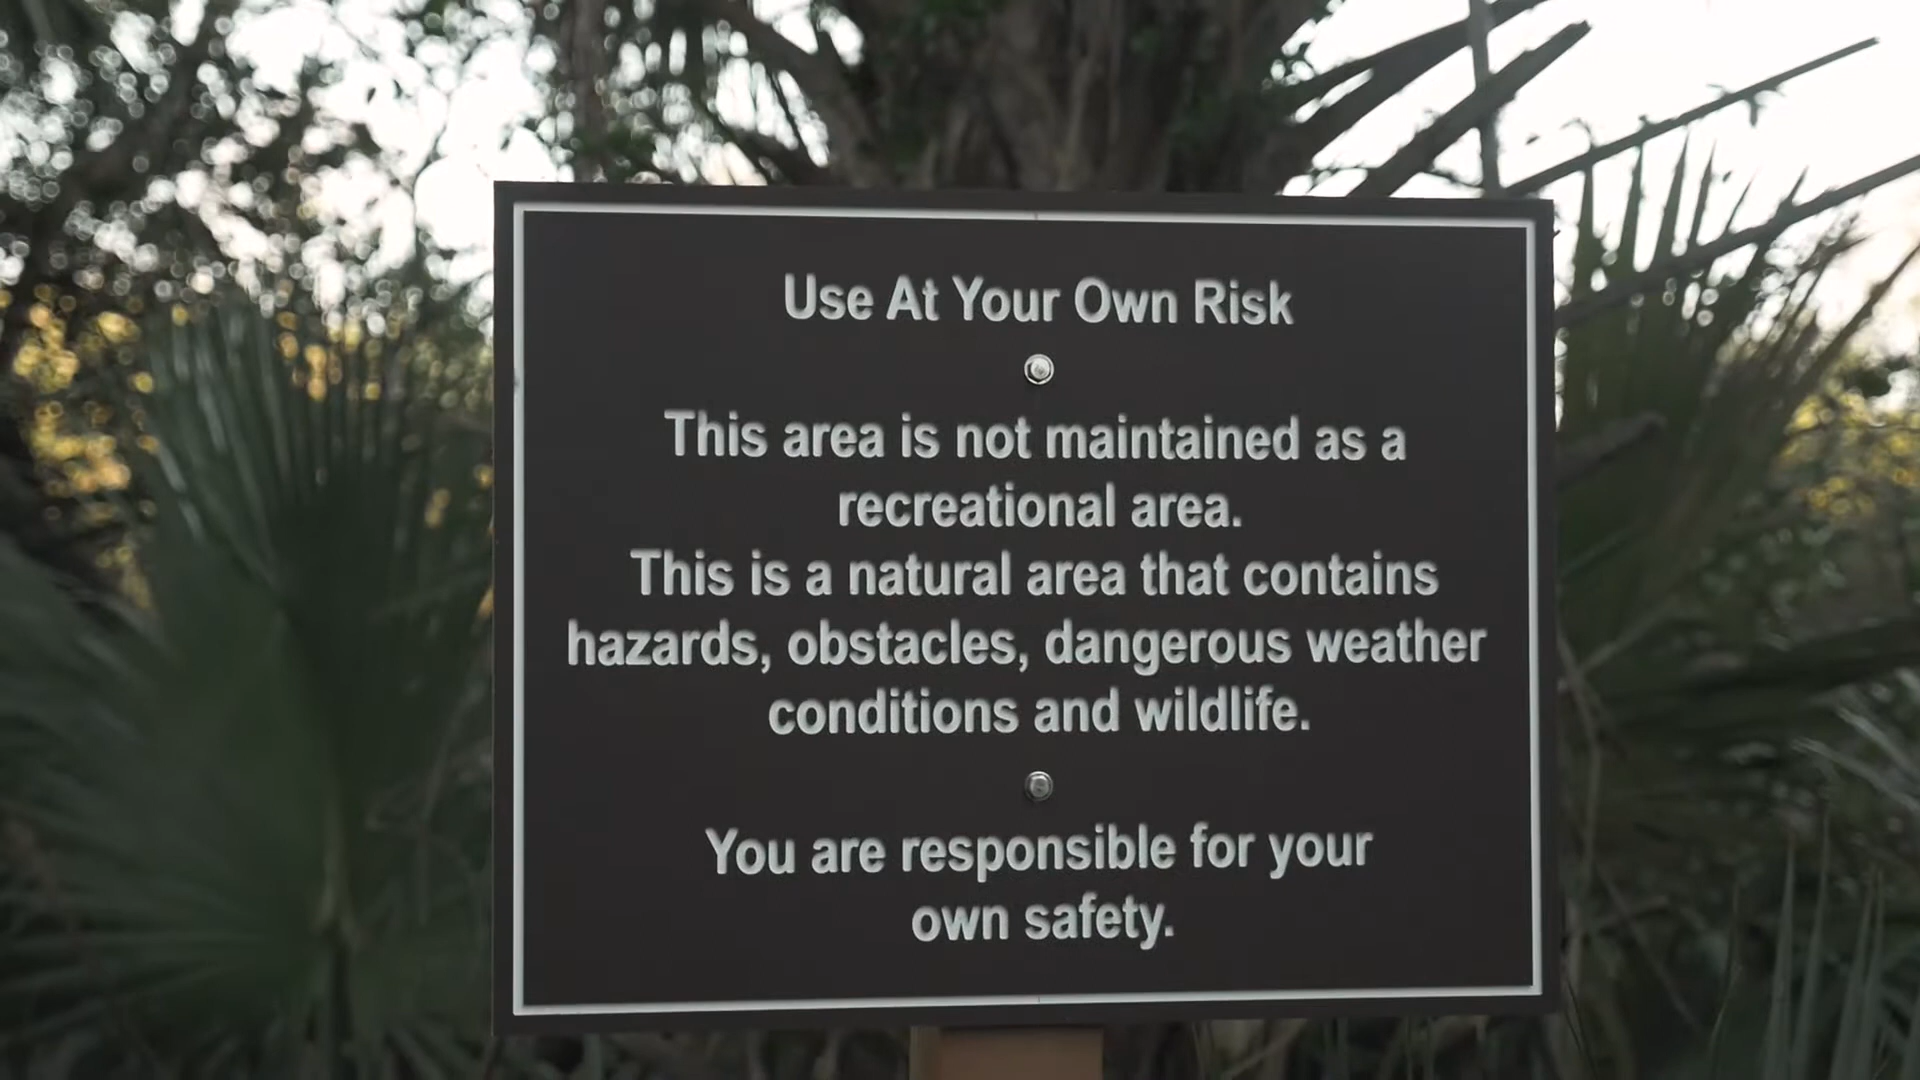 Use At Your Own Risk
This area is not maintained as a
recreational area.
This is a natural area that contains
hazards, obstacles, dangerous weather
conditions and wildlife.
You are responsible for your
own safety.